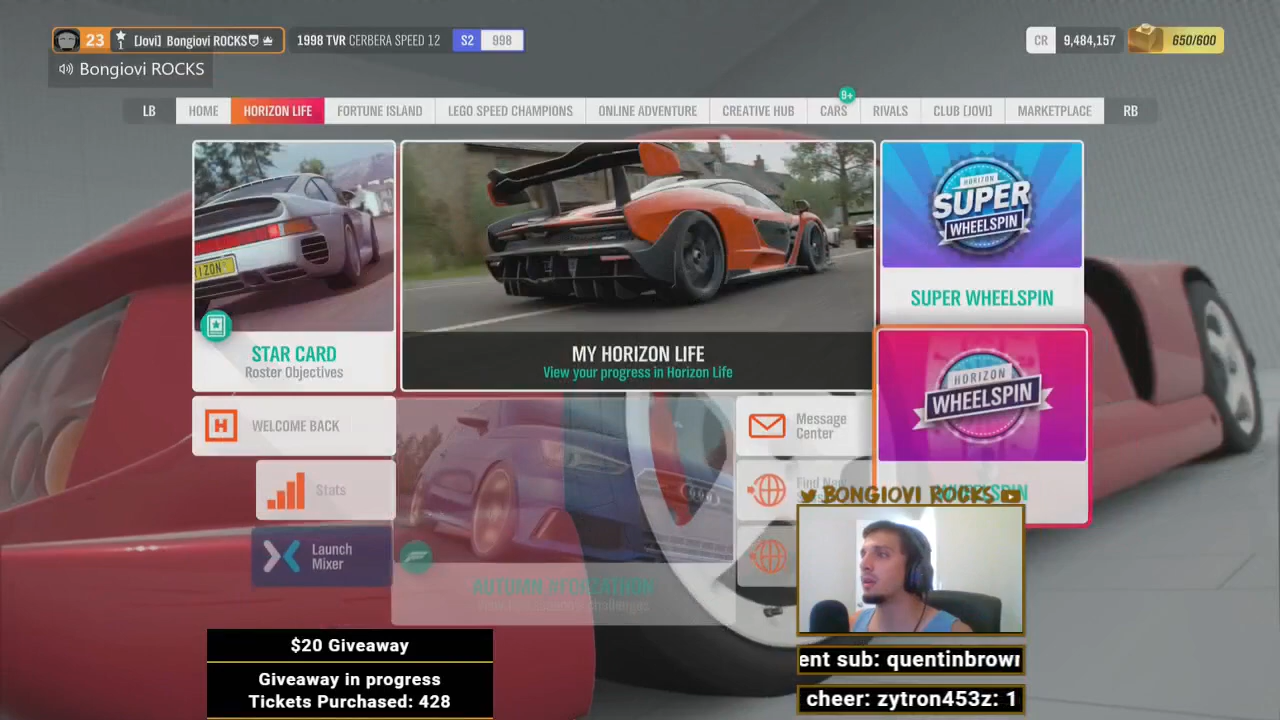 23 1 [Jovi] Bongiovi ROCKS 1998 TVR CERBERA SPEED 12 S2 998 CR 9,484,157 650/600
Bongiovi ROCKS
LB HOME HORIZON LIFE FORTUNE ISLAND LEGO SPEED CHAMPIONS ONLINE ADVENTURE CREATIVE HUB CARS 9+ RIVALS CLUB [JOVI] MARKETPLACE RB
HORIZON
SUPER
WHEELSPIN
SUPER WHEELSPIN
STAR CARD
Roster Objectives
MY HORIZON LIFE
View your progress in Horizon Life
HORIZON
WHEELSPIN
WELCOME BACK
Message
Center
Stats
Launch
Mixer
AUTUMN #FORZATHON
BONGIOVI ROCKS
$20 Giveaway
Giveaway in progress
Tickets Purchased: 428
ent sub: quentinbrown
cheer: zytron453z: 1